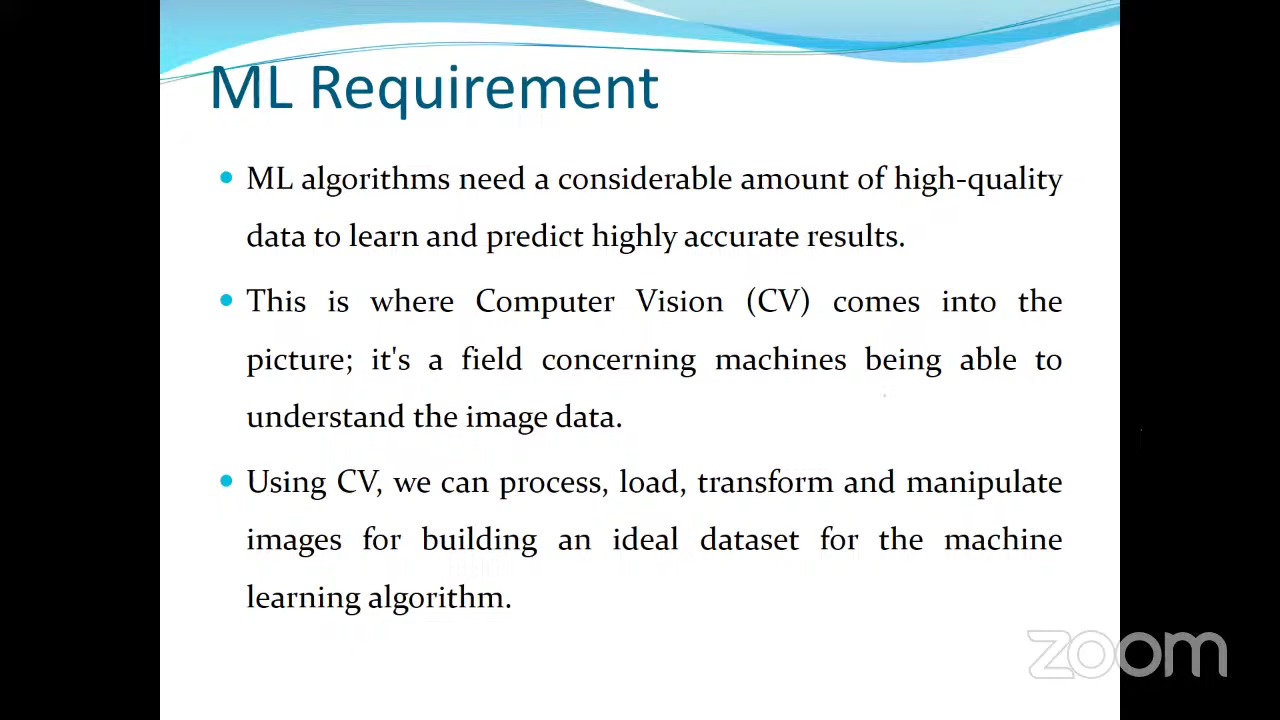 ML Requirement
ML algorithms need a considerable amount of high-quality
data to learn and predict highly accurate results.
This is where Computer Vision (CV) comes into the
picture; it's a field concerning machines being able to
understand the image data.
Using CV, we can process, load, transform and manipulate
images for building an ideal dataset for the machine
learning algorithm.
zoom